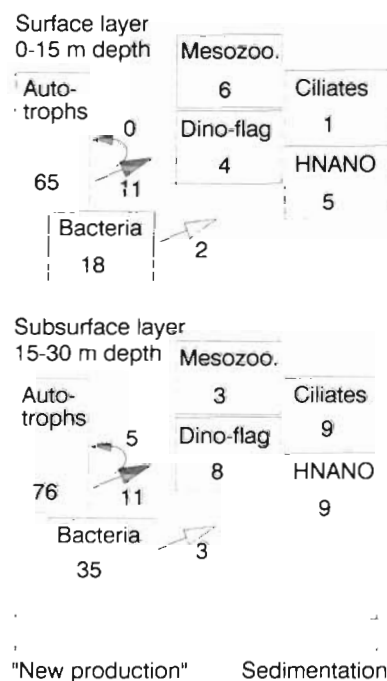 Surface layer
0-15 m depth
Mesozoo.
6
Auto-
trophs
Ciliates
1
0
Dino-flag
4
HNANO
5
65
11
Bacteria
18
2
Subsurface layer
15-30 m depth
Mesozoo.
3
Auto-
trophs
Ciliates
9
5
Dino-flag
8
HNANO
9
76
11
Bacteria
35
3
"New production" Sedimentation